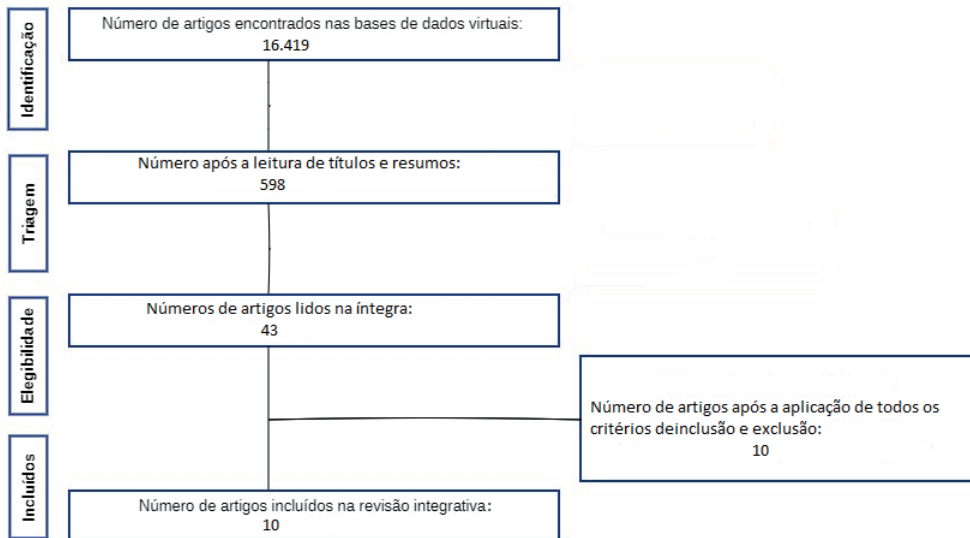 Identificação
Número de artigos encontrados nas bases de dados virtuais:
16.419
Triagem
Número após a leitura de títulos e resumos:
598
Elegibilidade
Números de artigos lidos na íntegra:
43
Número de artigos após a aplicação de todos os
critérios deinclusão e exclusão:
10
Incluídos
Número de artigos incluídos na revisão integrativa:
10